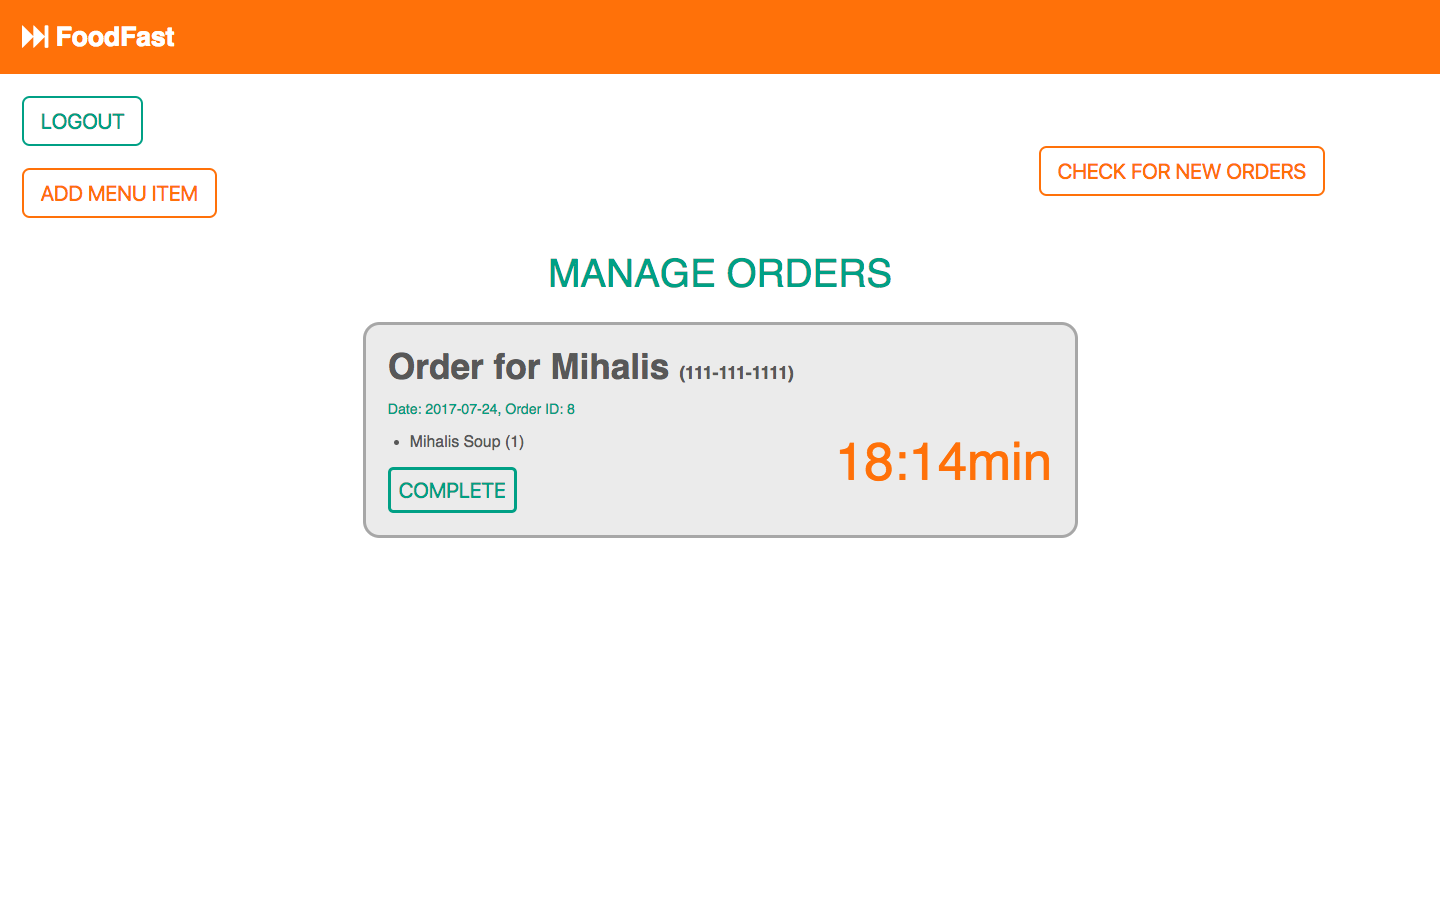 FoodFast
LOGOUT
ADD MENU ITEM
CHECK FOR NEW ORDERS
MANAGE ORDERS
Order for Mihalis (111-111-1111)
Date: 2017-07-24, Order ID: 8
• Mihalis Soup (1)
18:14min
COMPLETE